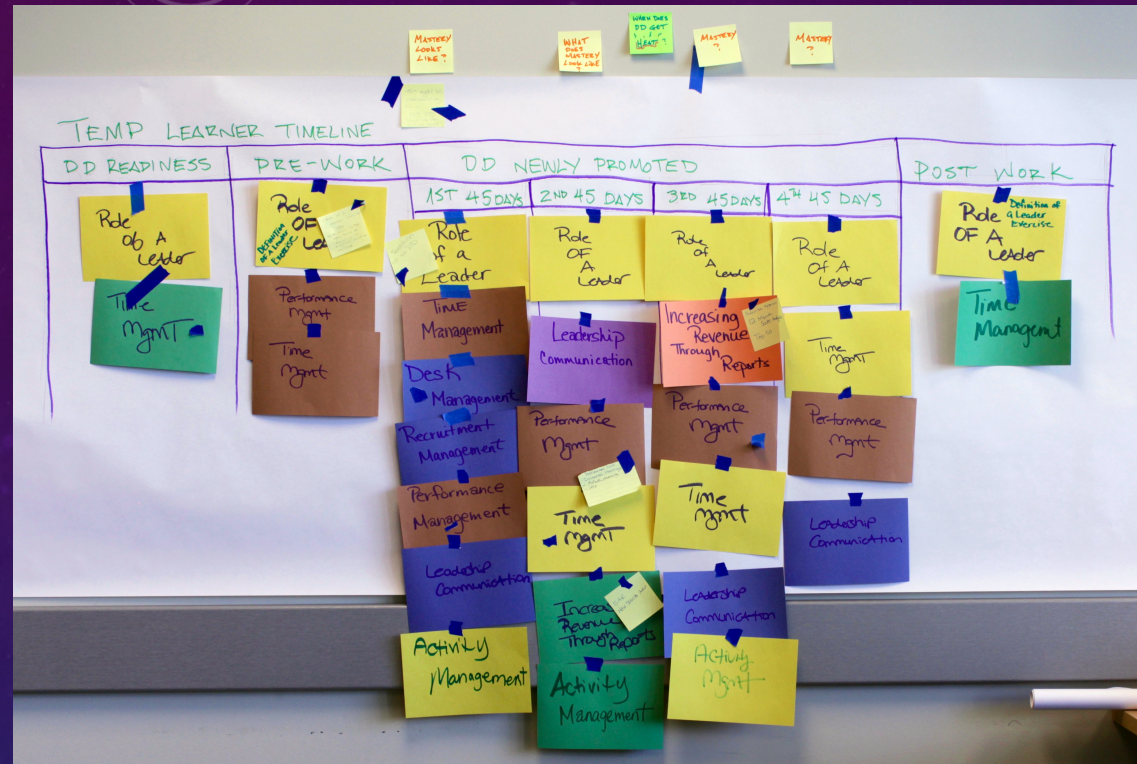 MASTERY
LOOKS
LIKE?
WHAT
DOES
MASTERY
LOOK LIKE
?
WHEN DOES
DD GET
HEAT?
MASTERY
?
MASTERY
?
TEMP LEARNER TIMELINE
DD READINESS
PRE-WORK
DD NEWLY PROMOTED
POST WORK
1ST 45 DAYS
2ND 45 DAYS
3RD 45 DAYS
4TH 45 DAYS
Role
of A
Leader
Time
Mgmt
Role
OF A
DEFINITION
OF A Leader
EXERCISE
Performance
Mgmt
Time
Mgmt
Role
of a
Leader
TIME
Management
Desk
Management
Recruitment
Management
Performance
Management
Leadership
Communication
Activity
Management
Role
OF
A
Leader
Leadership
Communication
Performance
Mgmt
Time
Mgmt
Increase
Revenue
Through Reports
Activity
Management
Role
OF
A
Leader
Increasing
Revenue
Through
Reports
Performance
Mgmt
Time
Mgmt
Leadership
Communication
Activity
Mgmt
Role
Of A
Leader
Time
Mgmt
Performance
Mgmt
Leadership
Communication
Role
OF A
Leader
Definition of
a Leader
Exercise
Time
Managemt